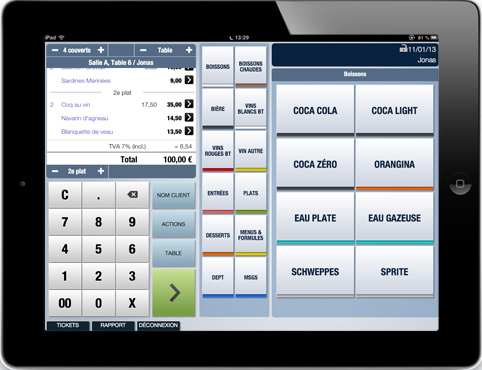 iPad 13:29 61 %
− 4 couverts + − Table +
Salle A, Table 6 / Jonas
Sardines Marinées 9,00
2e plat
2 Coq au vin 17,50 35,00
Navarin d'agneau 14,50
Blanquette de veau 13,50
TVA 7% (incl.) = 6,54
Total 100,00 €
− 2e plat +
C . NOM CLIENT
7 8 9 ACTIONS
4 5 6 TABLE
1 2 3
00 0 X
TICKETS RAPPORT DÉCONNEXION
BOISSONS BOISSONS CHAUDES
BIÈRE VINS BLANCS BT
VINS ROUGES BT VIN AUTRE
ENTRÉES PLATS
DESSERTS MENUS & FORMULES
DEPT MSGS
11/01/13
Jonas
Boissons
COCA COLA COCA LIGHT
COCA ZÉRO ORANGINA
EAU PLATE EAU GAZEUSE
SCHWEPPES SPRITE